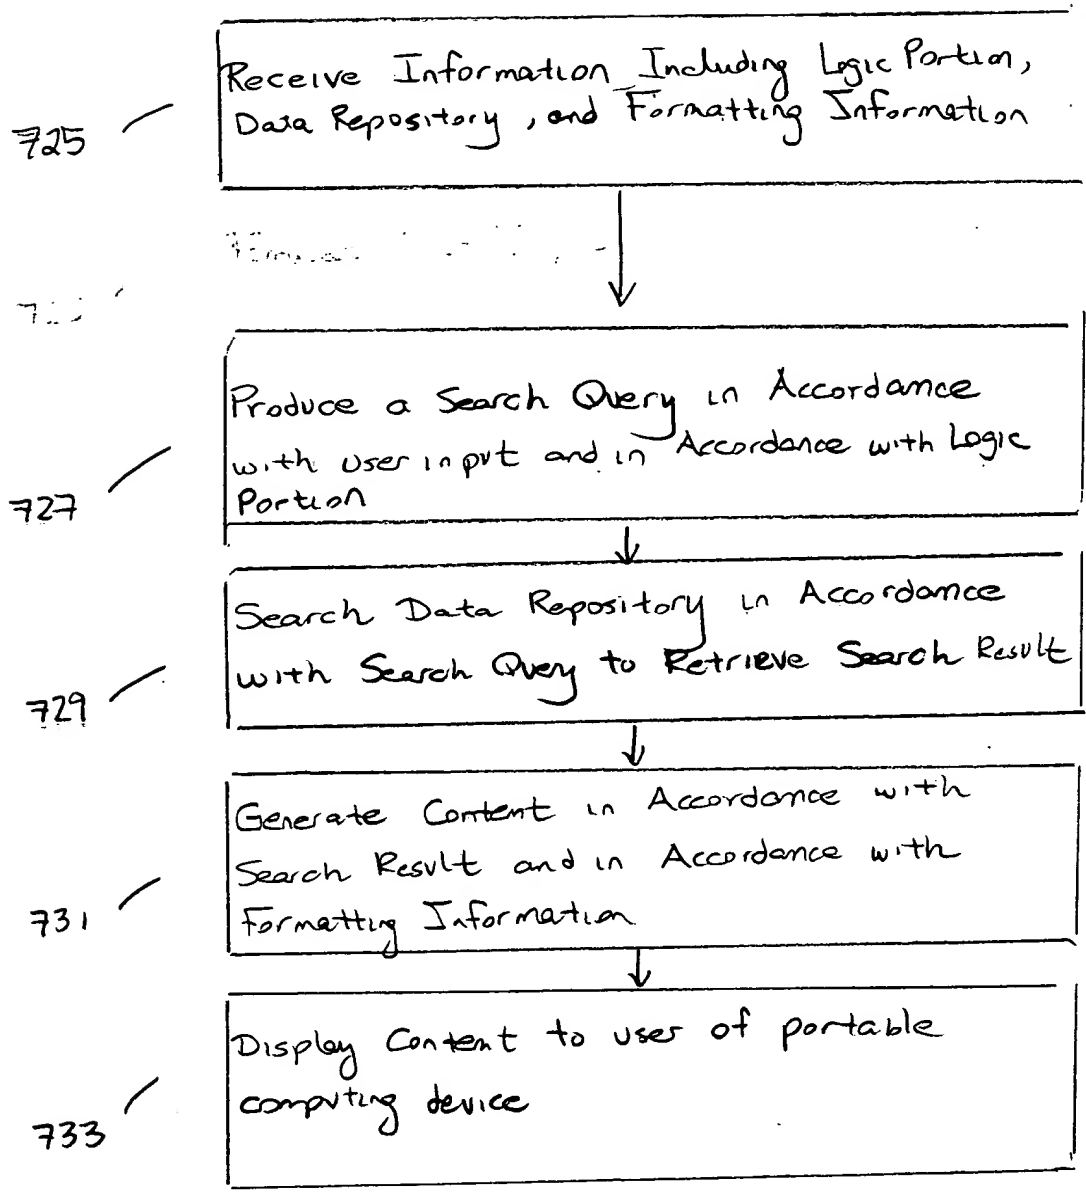 Receive Information Including Logic Portion,
Data Repository, and Formatting Information
725
Produce a Search Query in Accordance
with user input and in Accordance with Logic
Portion
727
Search Data Repository in Accordance
with Search Query to Retrieve Search Result
729
Generate Content in Accordance with
Search Result and in Accordance with
Formatting Information
731
Display Content to user of portable
computing device
733